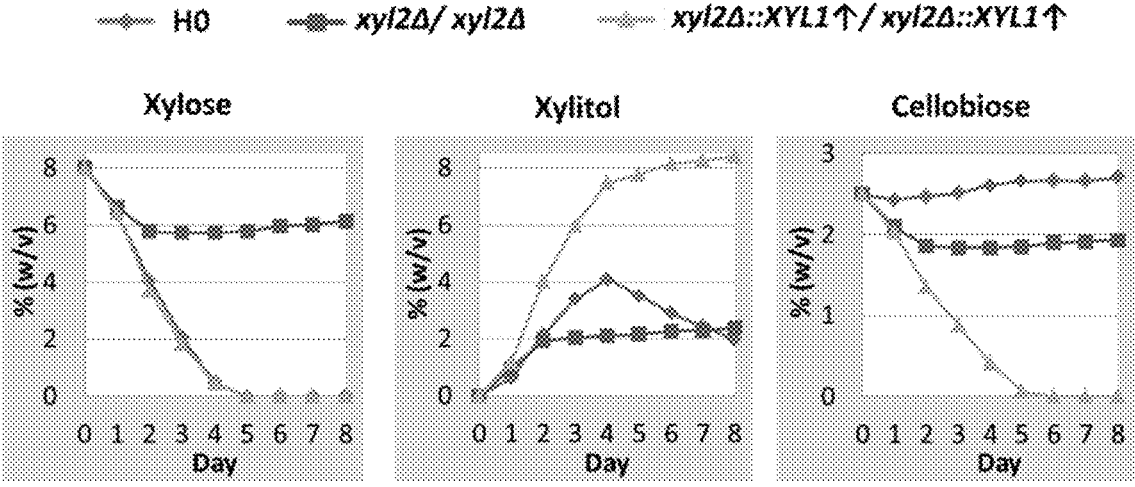 H0 xyl2Δ/ xyl2Δ xyl2Δ::XYL1↑/ xyl2Δ::XYL1↑
Xylose Xylitol Cellobiose
% (w/v)
8
6
4
2
0
0 1 2 3 4 5 6 7 8
Day
% (w/v)
8
6
4
2
0
0 1 2 3 4 5 6 7 8
Day
% (w/v)
3
2
1
0
0 1 2 3 4 5 6 7 8
Day